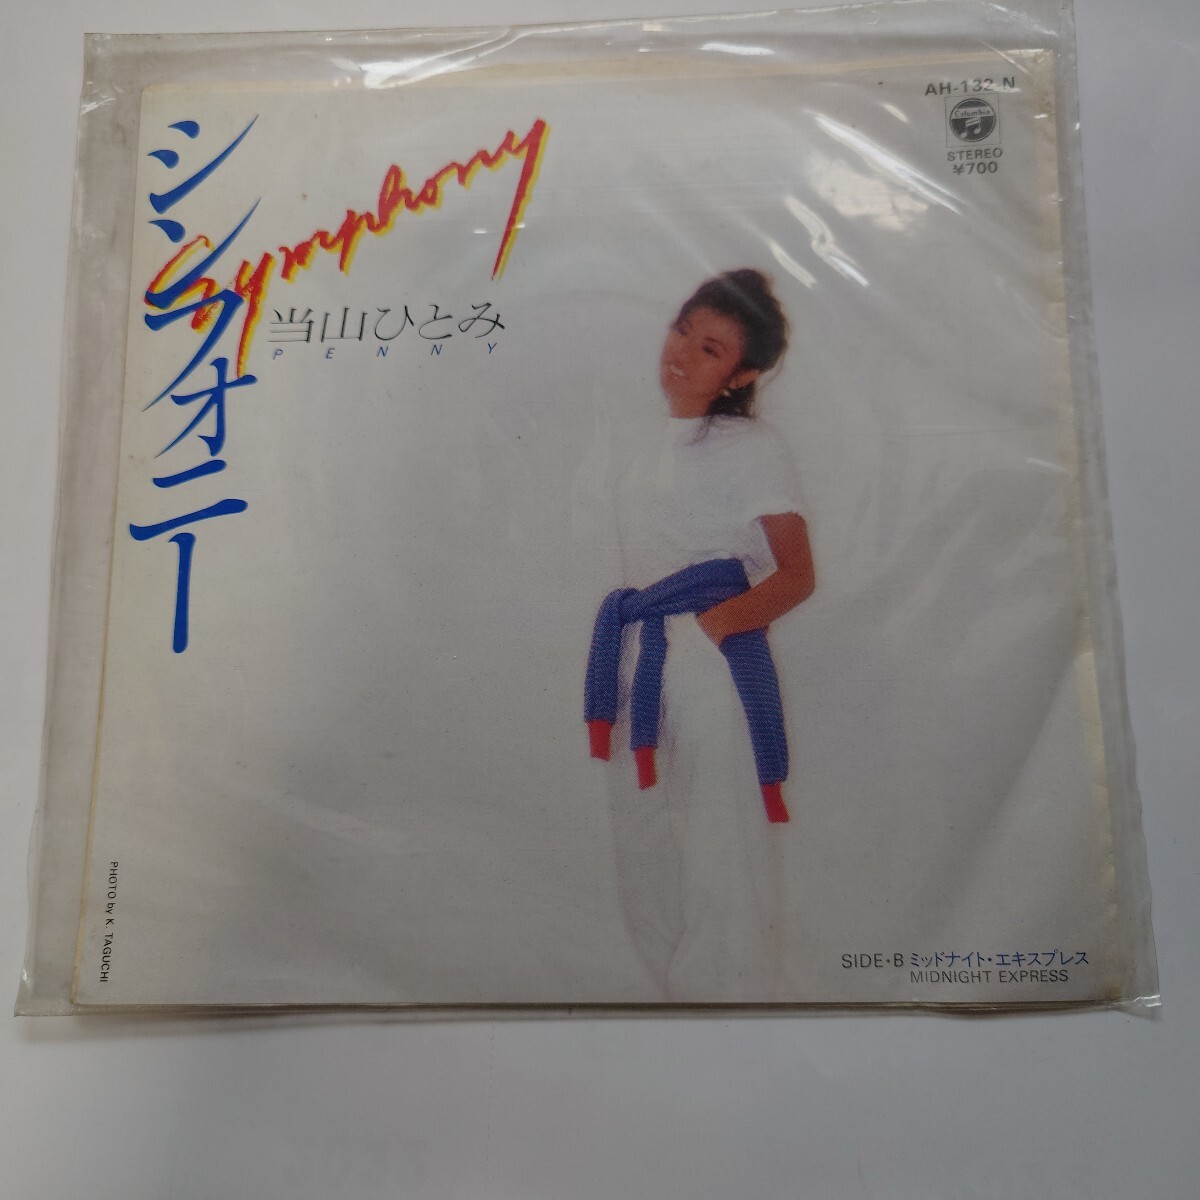 シンフォニー
Symphony
当山ひとみ
PENNY
AH-132-N
Columbia
STEREO
¥700
PHOTO by K. TAGUCHI
SIDE・B ミッドナイト・エキスプレス
MIDNIGHT EXPRESS